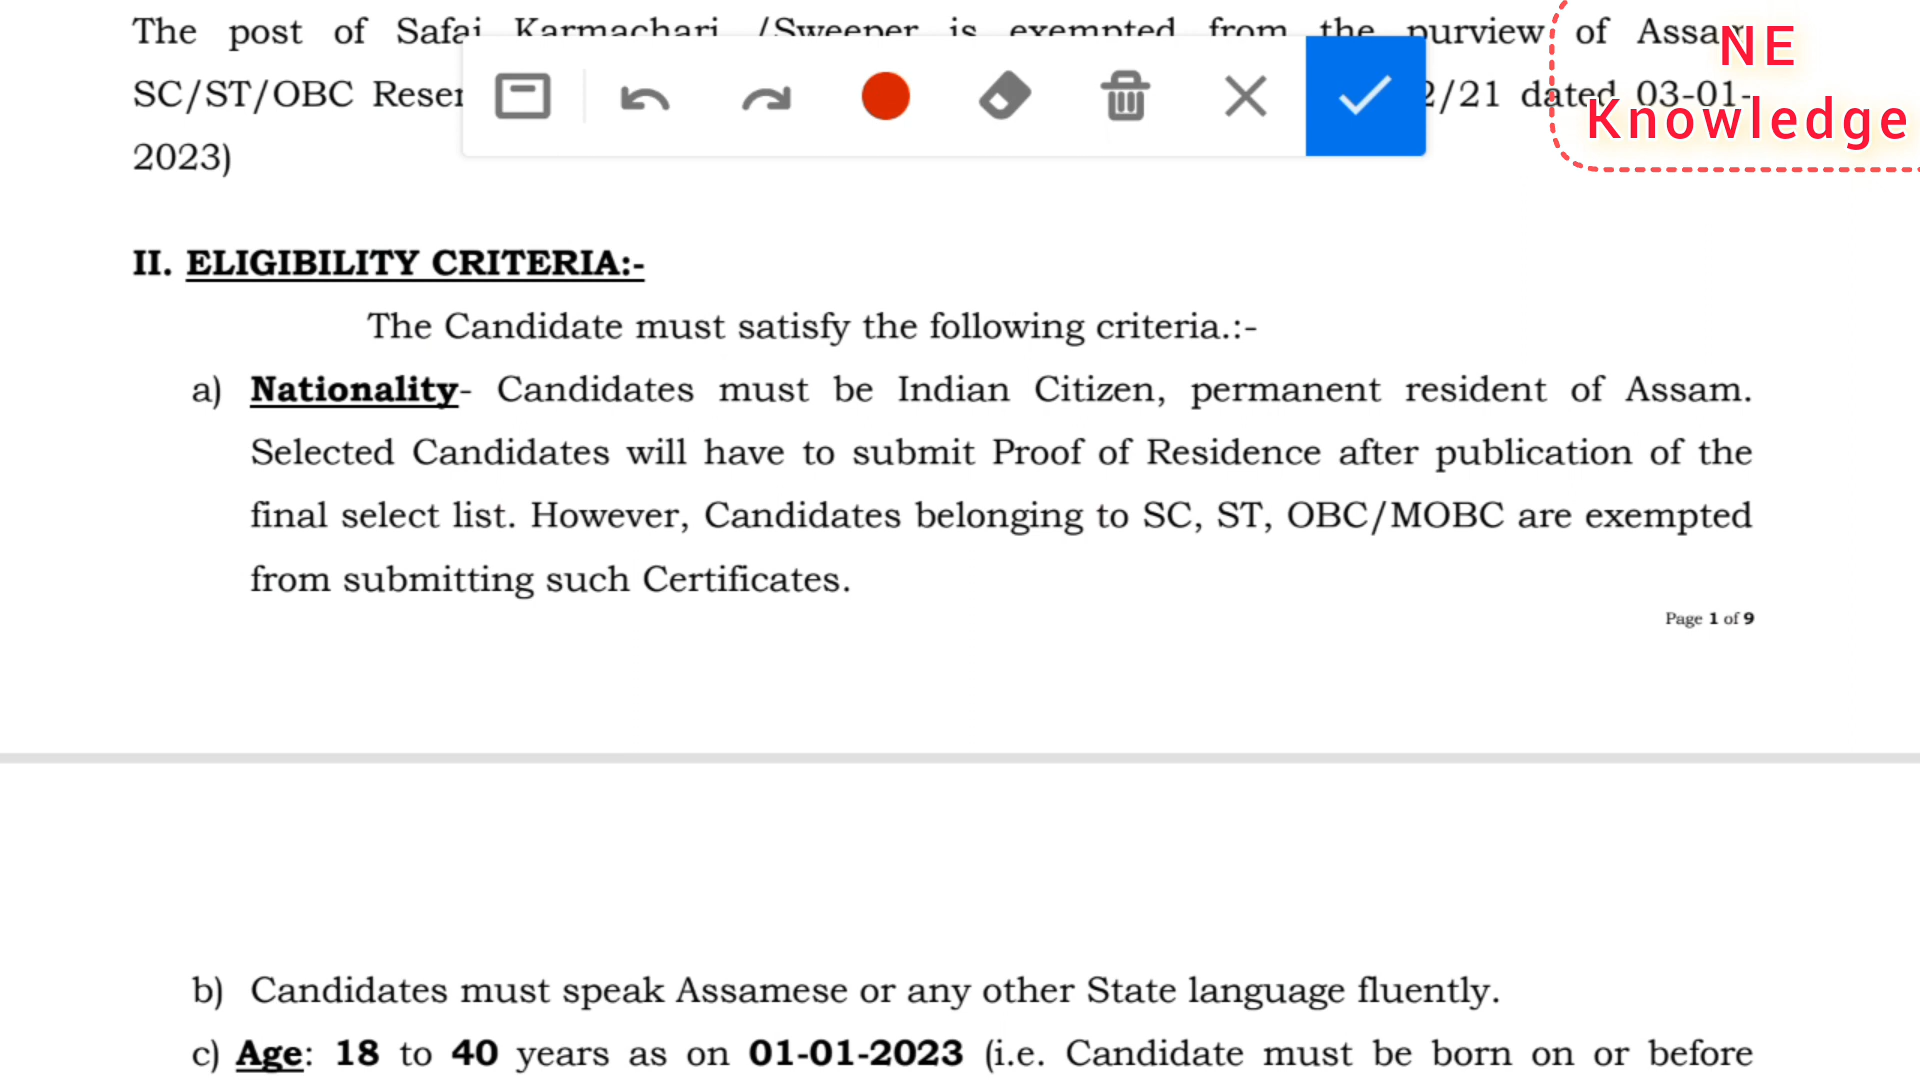 The post of Safai Karmachari /Sweeper is exempted from the purview of Assam
SC/ST/OBC Reser 2/21 dated 03-01-
2023)
NE
Knowledge
II. ELIGIBILITY CRITERIA:-
The Candidate must satisfy the following criteria.:-
a) Nationality- Candidates must be Indian Citizen, permanent resident of Assam.
Selected Candidates will have to submit Proof of Residence after publication of the
final select list. However, Candidates belonging to SC, ST, OBC/MOBC are exempted
from submitting such Certificates.
Page 1 of 9
b) Candidates must speak Assamese or any other State language fluently.
c) Age: 18 to 40 years as on 01-01-2023 (i.e. Candidate must be born on or before